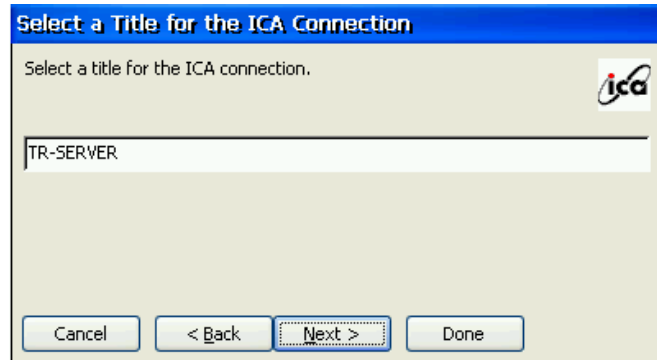 Select a Title for the ICA Connection
Select a title for the ICA connection.
ica
TR-SERVER
Cancel
< Back
Next >
Done